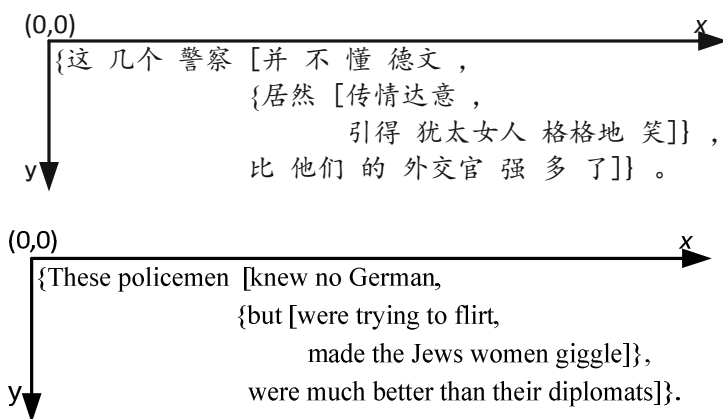 (0,0) x
{这 几个 警察 [并 不 懂 德文 ，
{居然 [传情达意 ，
引得 犹太女人 格格地 笑]} ，
y 比 他们 的 外交官 强 多 了]} 。
(0,0) x
{These policemen [knew no German,
{but [were trying to flirt,
made the Jews women giggle]},
y were much better than their diplomats]}.